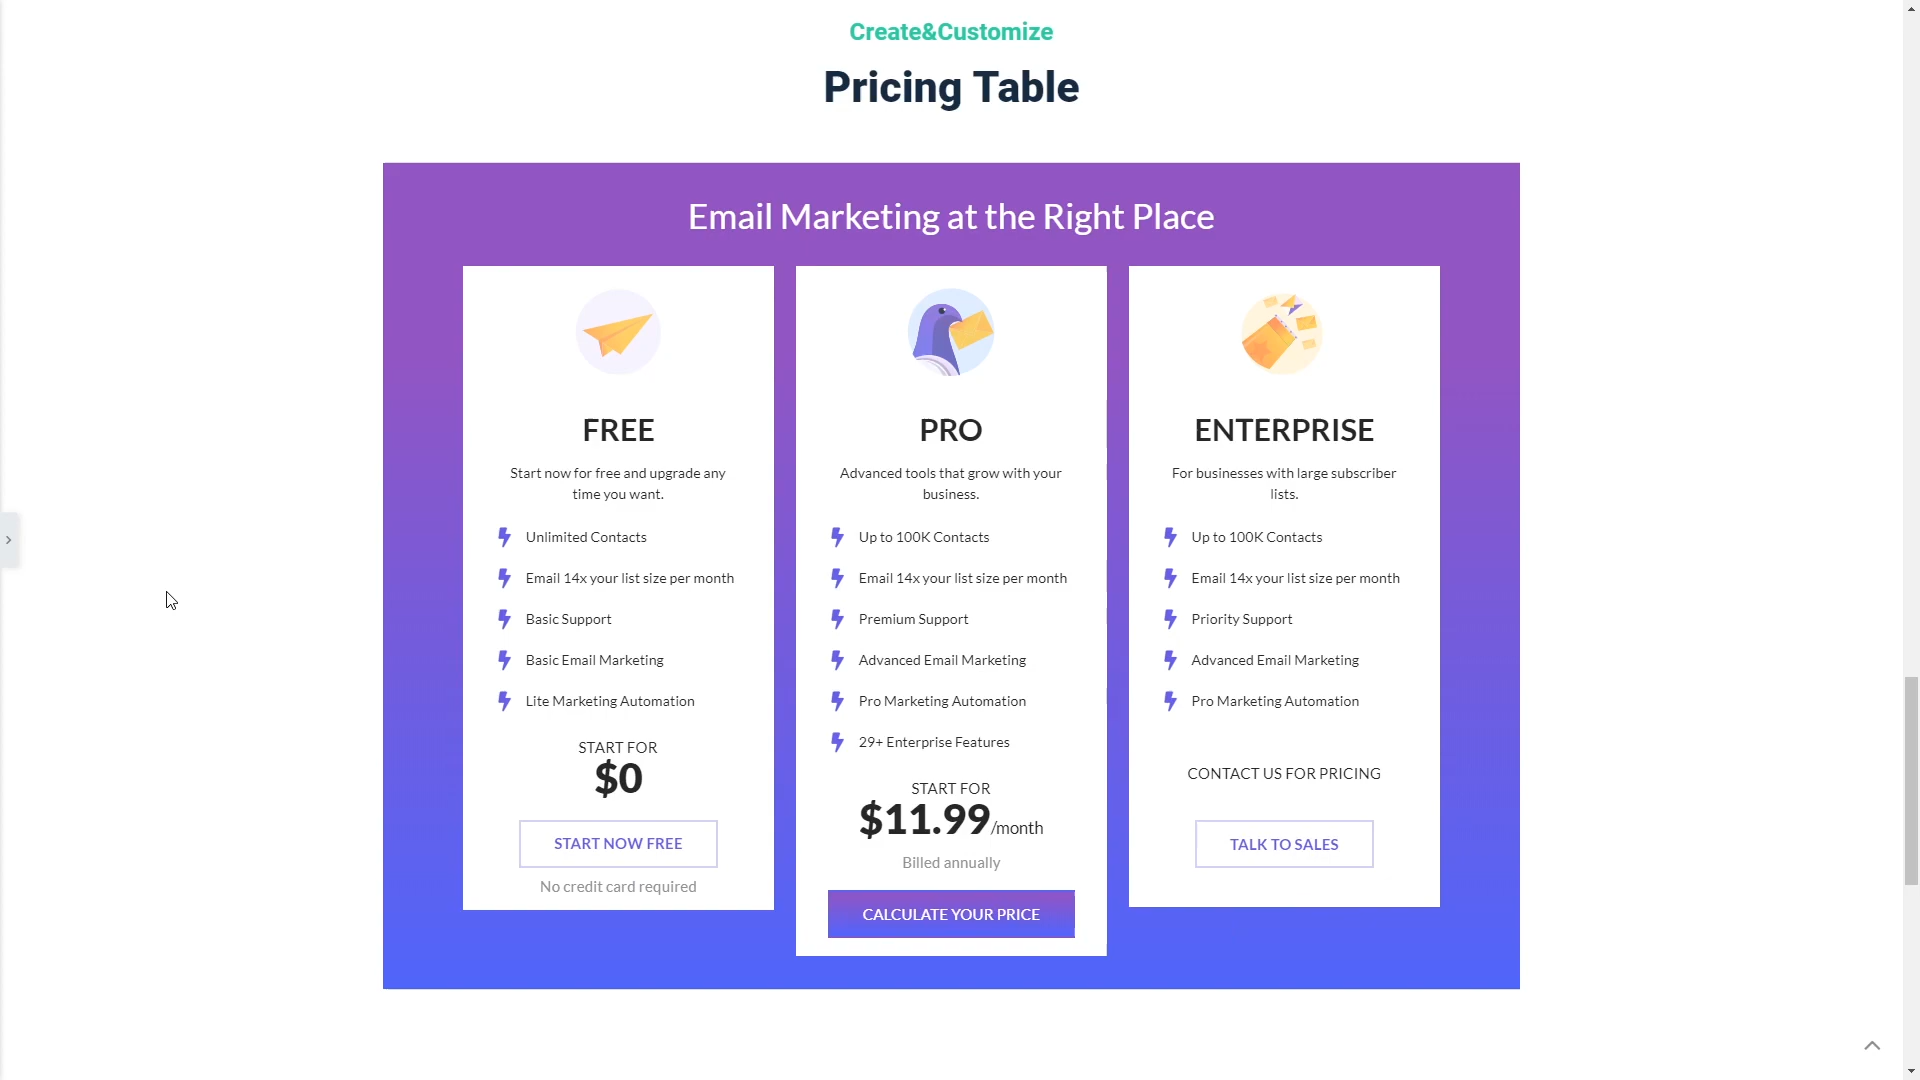 Create&Customize
Pricing Table
Email Marketing at the Right Place
FREE
Start now for free and upgrade any
time you want.
Unlimited Contacts
Email 14x your list size per month
Basic Support
Basic Email Marketing
Lite Marketing Automation
START FOR
$0
START NOW FREE
No credit card required
PRO
Advanced tools that grow with your
business.
Up to 100K Contacts
Email 14x your list size per month
Premium Support
Advanced Email Marketing
Pro Marketing Automation
29+ Enterprise Features
START FOR
$11.99/month
Billed annually
CALCULATE YOUR PRICE
ENTERPRISE
For businesses with large subscriber
lists.
Up to 100K Contacts
Email 14x your list size per month
Priority Support
Advanced Email Marketing
Pro Marketing Automation
CONTACT US FOR PRICING
TALK TO SALES